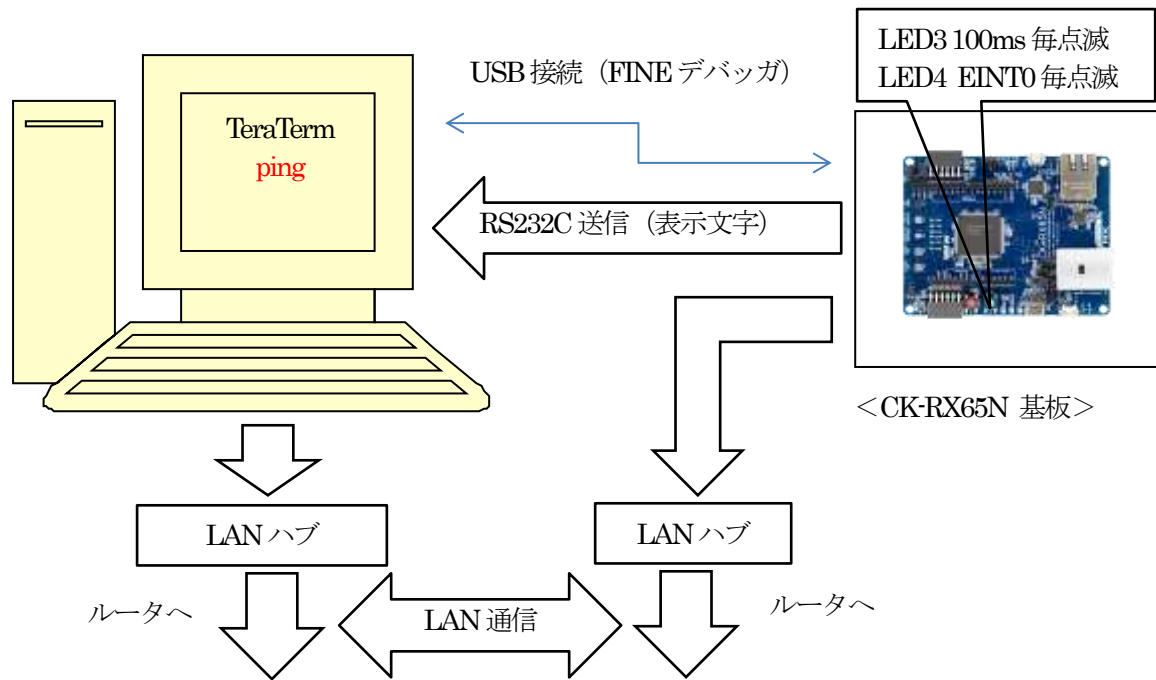 LED3 100ms 毎点滅
LED4 EINT0 毎点滅
USB 接続（FINE デバッガ）
TeraTerm
ping
RS232C 送信（表示文字）
＜CK-RX65N 基板＞
LAN ハブ
LAN ハブ
ルータへ
LAN 通信
ルータへ